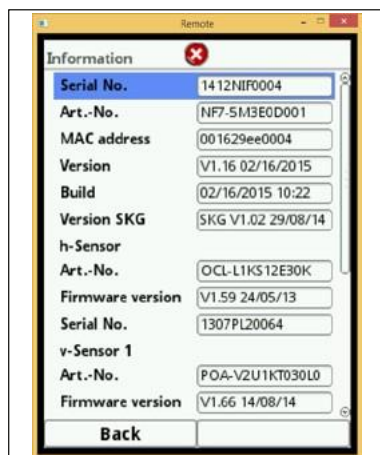 Remote
Information
Serial No. 1412NIF0004
Art.-No. NF7-5M3E0D001
MAC address 001629ee0004
Version V1.16 02/16/2015
Build 02/16/2015 10:22
Version SKG SKG V1.02 29/08/14
h-Sensor
Art.-No. OCL-L1KS12E30K
Firmware version V1.59 24/05/13
Serial No. 1307PL20064
v-Sensor 1
Art.-No. POA-V2U1KT030L0
Firmware version V1.66 14/08/14
Back